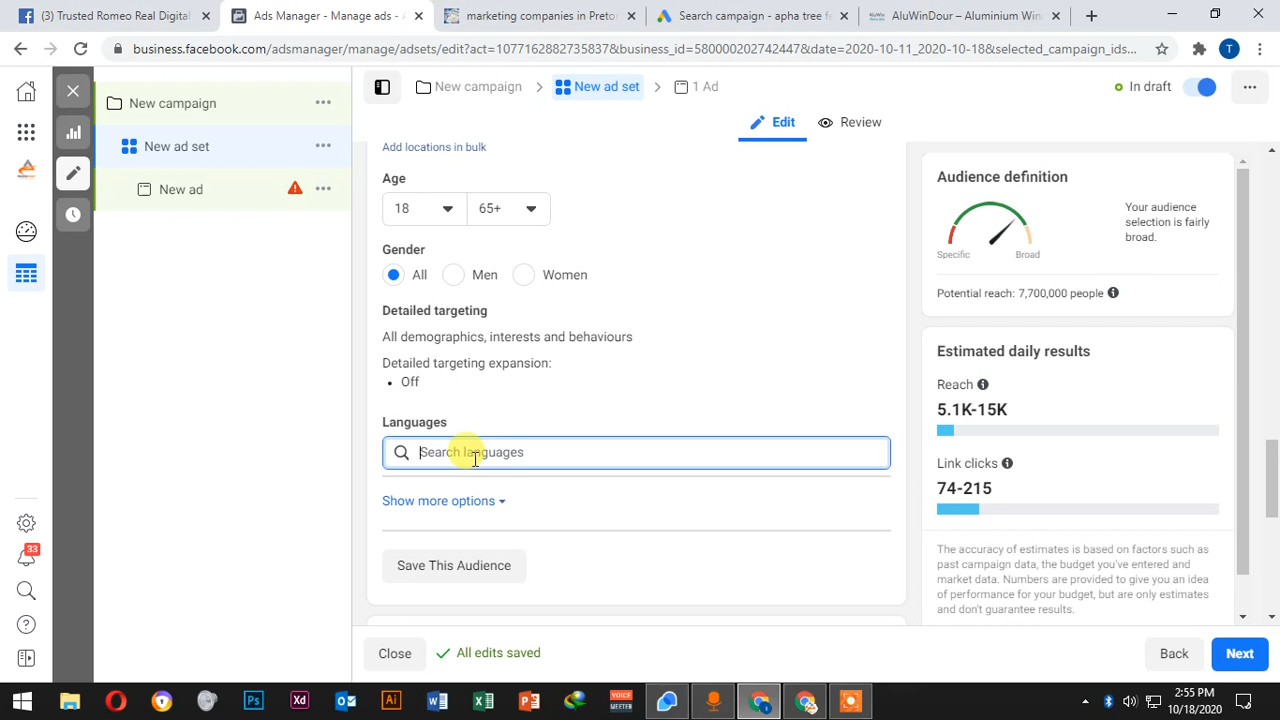 (3) Trusted Romeo Real Digit
Ads Manager - Manage ads -
marketing companies in Pretor
Search campaign - apha tree fe
AluWinDour – Aluminium Win
business.facebook.com/adsmanager/manage/adsets/edit?act=1077162882735837&business_id=580000202742447&date=2020-10-11_2020-10-18&selected_campaign_ids...
T
New campaign
New ad set
1 Ad
In draft
New campaign
New ad set
New ad
Edit
Review
Add locations in bulk
Age
18
65+
Gender
All
Men
Women
Detailed targeting
All demographics, interests and behaviours
Detailed targeting expansion:
• Off
Languages
Search languages
Show more options
Save This Audience
Audience definition
Your audience
selection is fairly
broad.
Specific
Broad
Potential reach: 7,700,000 people
Estimated daily results
Reach
5.1K-15K
Link clicks
74-215
The accuracy of estimates is based on factors such as
past campaign data, the budget you've entered and
market data. Numbers are provided to give you an idea
of performance for your budget, but are only estimates
and don't guarantee results.
33
Close
All edits saved
Back
Next
Ps
Xd
Ai
VOICE
MEETER
2:55 PM
10/18/2020